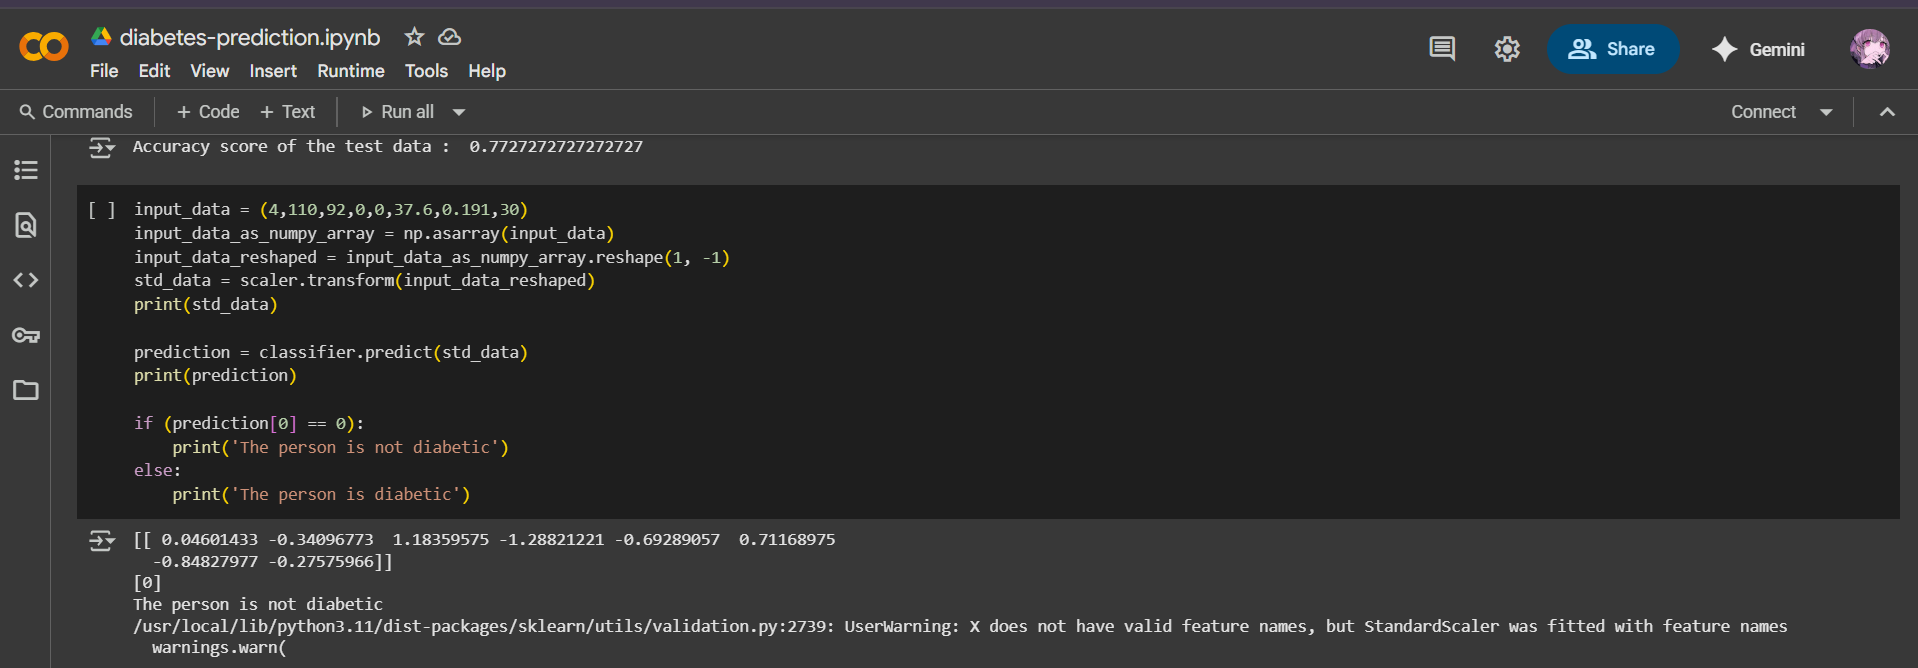 diabetes-prediction.ipynb
File Edit View Insert Runtime Tools Help
Share
Gemini
Commands + Code + Text Run all
Connect
Accuracy score of the test data :  0.7727272727272727
[ ] input_data = (4,110,92,0,0,37.6,0.191,30)
input_data_as_numpy_array = np.asarray(input_data)
input_data_reshaped = input_data_as_numpy_array.reshape(1, -1)
std_data = scaler.transform(input_data_reshaped)
print(std_data)
prediction = classifier.predict(std_data)
print(prediction)
if (prediction[0] == 0):
    print('The person is not diabetic')
else:
    print('The person is diabetic')
[[ 0.04601433 -0.34096773  1.18359575 -1.28821221 -0.69289057  0.71168975
  -0.84827977 -0.27575966]]
[0]
The person is not diabetic
/usr/local/lib/python3.11/dist-packages/sklearn/utils/validation.py:2739: UserWarning: X does not have valid feature names, but StandardScaler was fitted with feature names
  warnings.warn(